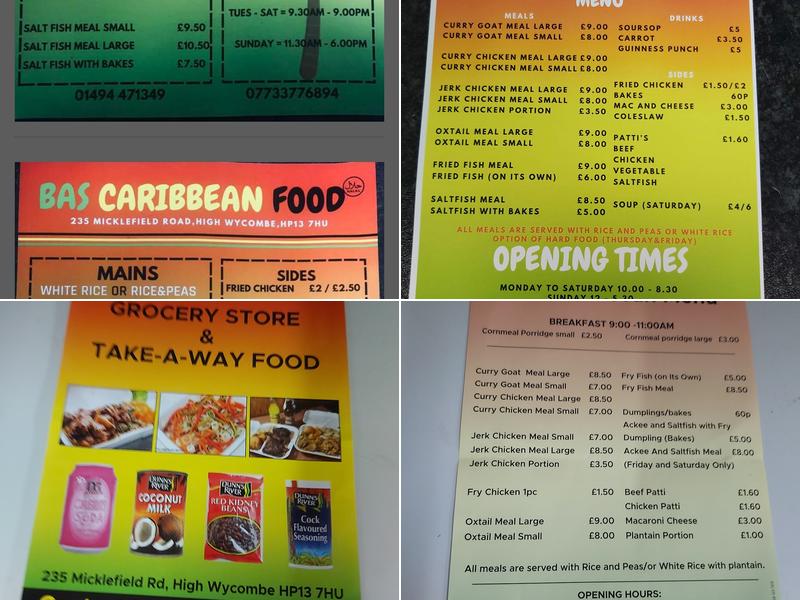 TUES - SAT = 9.30AM - 9.00PM
SALT FISH MEAL SMALL £9.50
SALT FISH MEAL LARGE £10.50
SUNDAY = 11.30AM - 6.00PM
SALT FISH WITH BAKES £7.50
01494 471349 07733776894
BAS CARIBBEAN FOOD
HALAL
235 MICKLEFIELD ROAD,HIGH WYCOMBE,HP13 7HU
MAINS
WHITE RICE OR RICE&PEAS
SIDES
FRIED CHICKEN £2 / £2.50
MENU
MEALS
CURRY GOAT MEAL LARGE £9.00
CURRY GOAT MEAL SMALL £8.00
CURRY CHICKEN MEAL LARGE £9.00
CURRY CHICKEN MEAL SMALL £8.00
JERK CHICKEN MEAL LARGE £9.00
JERK CHICKEN MEAL SMALL £8.00
JERK CHICKEN PORTION £3.50
OXTAIL MEAL LARGE £9.00
OXTAIL MEAL SMALL £8.00
FRIED FISH MEAL £9.00
FRIED FISH (ON ITS OWN) £6.00
SALTFISH MEAL £8.50
SALTFISH WITH BAKES £5.00
DRINKS
SOURSOP £5
CARROT £3.50
GUINNESS PUNCH £5
SIDES
FRIED CHICKEN £1.50/£2
BAKES 60P
MAC AND CHEESE £3.00
COLESLAW £1.50
PATTI'S £1.60
BEEF
CHICKEN
VEGETABLE
SALTFISH
SOUP (SATURDAY) £4/6
ALL MEALS ARE SERVED WITH RICE AND PEAS OR WHITE RICE
OPTION OF HARD FOOD (THURSDAY&FRIDAY)
OPENING TIMES
MONDAY TO SATURDAY 10.00 - 8.30
SUNDAY 12 - 5.30
GROCERY STORE
&
TAKE-A-WAY FOOD
SODA
DUNN'S RIVER
COCONUT MILK
DUNN'S RIVER
RED KIDNEY BEANS
DUNN'S RIVER
Cock
Flavoured
Seasoning
235 Micklefield Rd, High Wycombe HP13 7HU
Menu
BREAKFAST 9:00 -11:00AM
Cornmeal Porridge small £2.50 Cornmeal porridge large £3.00
Curry Goat Meal Large £8.50
Curry Goat Meal Small £7.00
Curry Chicken Meal Large £8.50
Curry Chicken Meal Small £7.00
Jerk Chicken Meal Small £7.00
Jerk Chicken Meal Large £8.50
Jerk Chicken Portion £3.50
Fry Chicken 1pc £1.50
Oxtail Meal Large £9.00
Oxtail Meal Small £8.00
Fry Fish (on Its Own) £5.00
Fry Fish Meal £8.50
Dumplings/bakes 60p
Ackee and Saltfish with Fry
Dumpling (Bakes) £5.00
Ackee And Saltfish Meal £8.00
(Friday and Saturday Only)
Beef Patti £1.60
Chicken Patti £1.60
Macaroni Cheese £3.00
Plantain Portion £1.00
All meals are served with Rice and Peas/or White Rice with plantain.
OPENING HOURS: